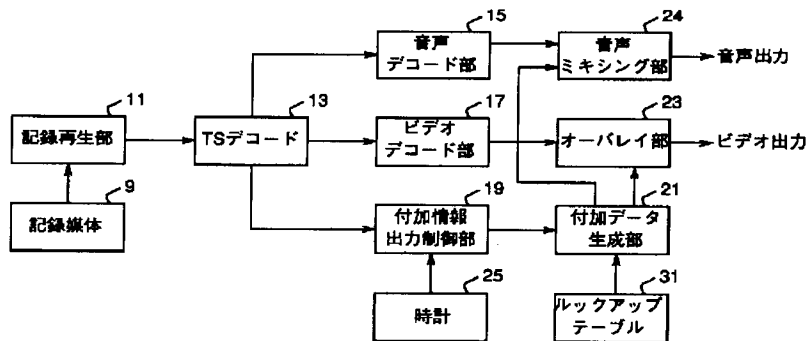 15
音声
デコード部
24
音声
ミキシング部
音声出力
11
記録再生部
13
TSデコード
17
ビデオ
デコード部
23
オーバレイ部
ビデオ出力
9
記録媒体
19
付加情報
出力制御部
21
付加データ
生成部
25
時計
31
ルックアップ
テーブル